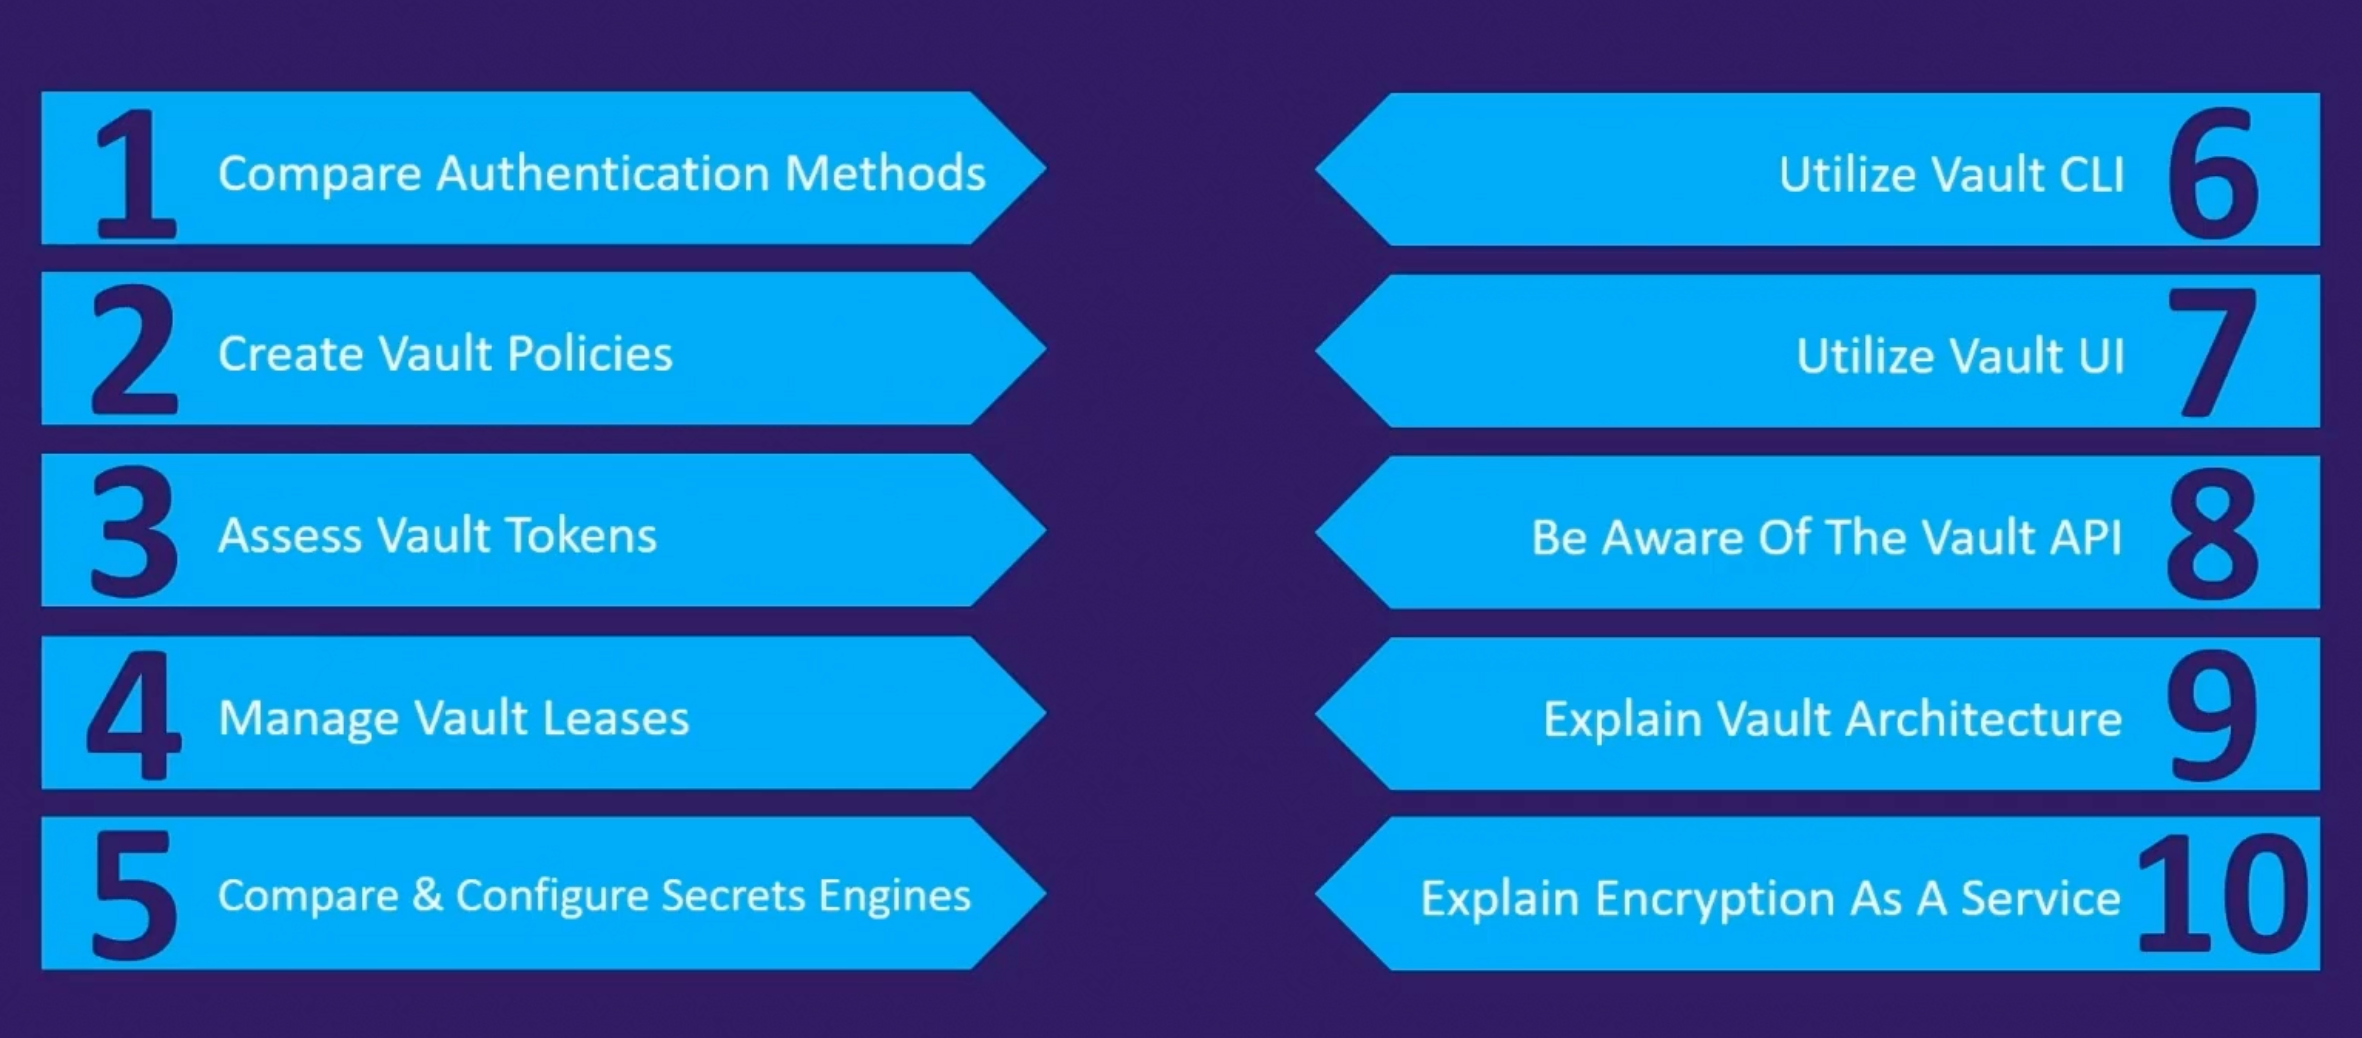 1 Compare Authentication Methods
2 Create Vault Policies
3 Assess Vault Tokens
4 Manage Vault Leases
5 Compare & Configure Secrets Engines
Utilize Vault CLI 6
Utilize Vault UI 7
Be Aware Of The Vault API 8
Explain Vault Architecture 9
Explain Encryption As A Service 10